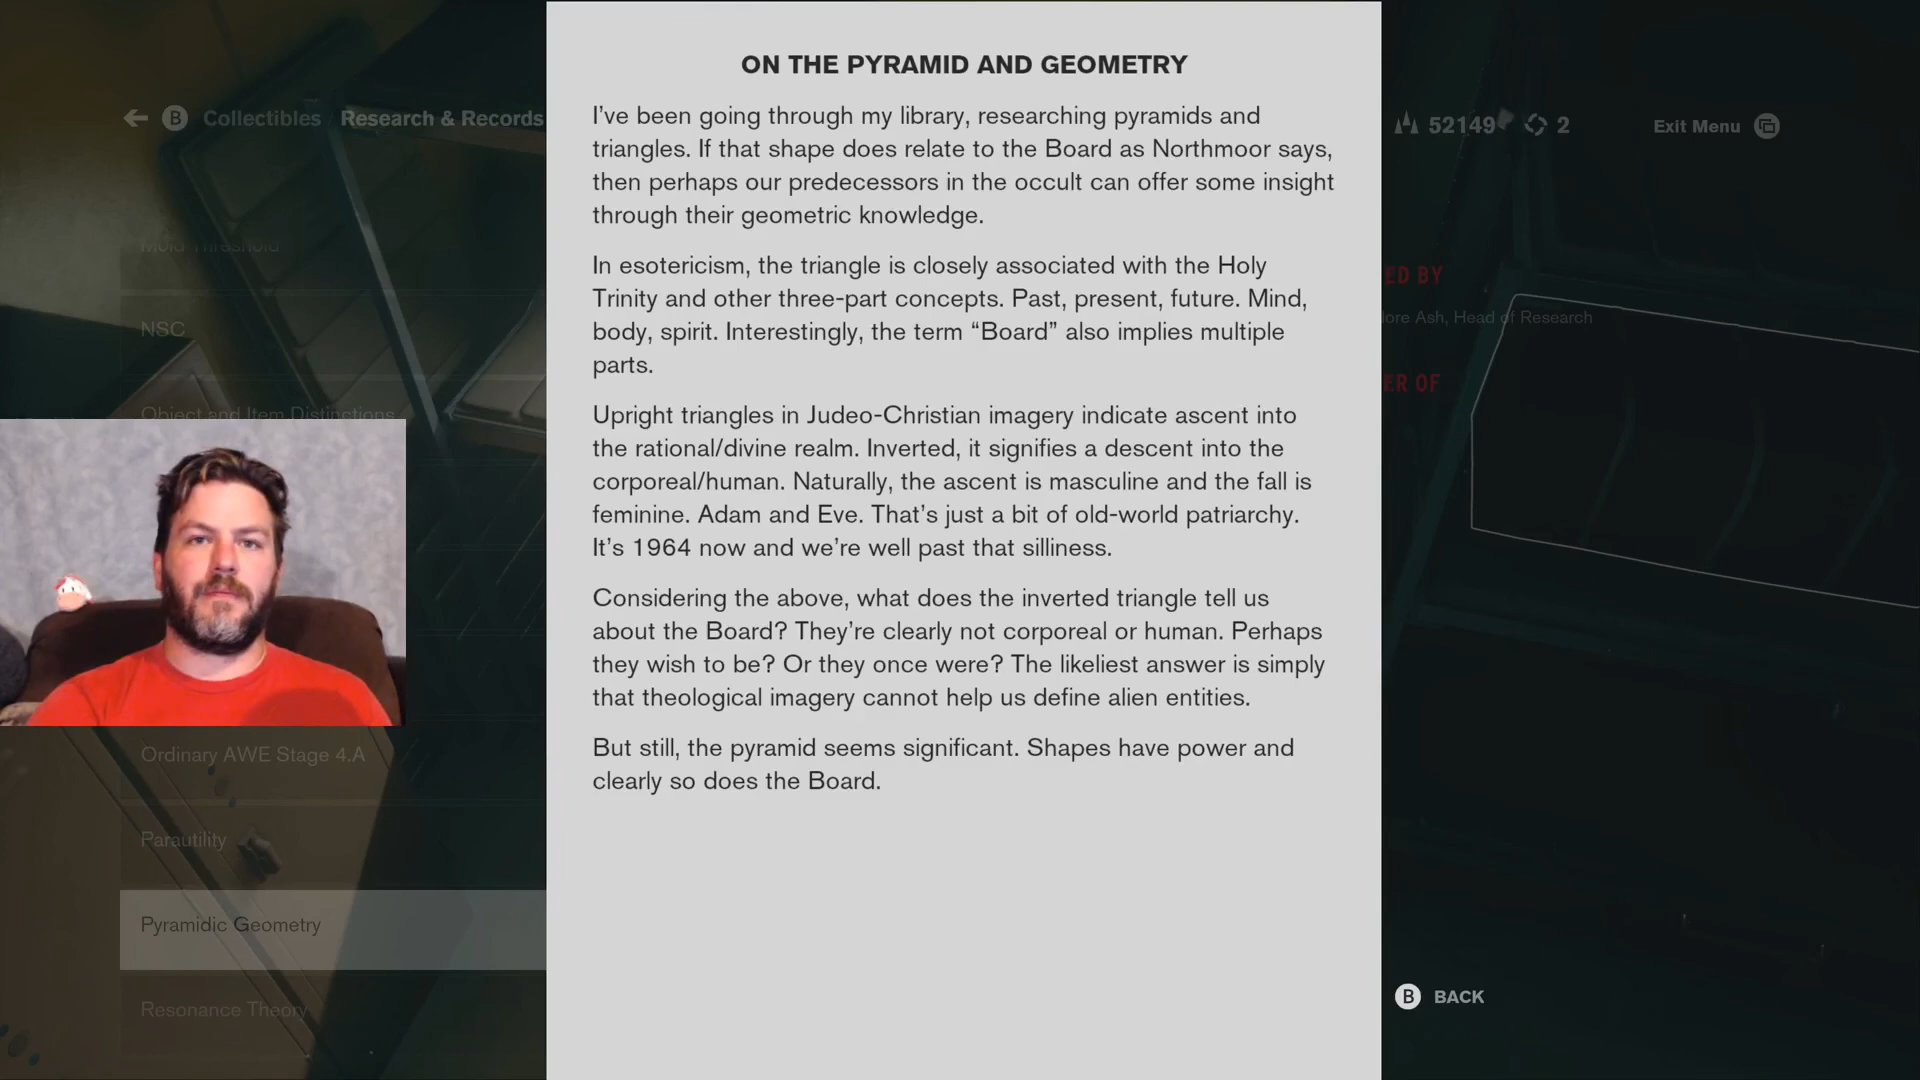 ON THE PYRAMID AND GEOMETRY
B Collectibles / Research & Records
52149 2
Exit Menu
I've been going through my library, researching pyramids and
triangles. If that shape does relate to the Board as Northmoor says,
then perhaps our predecessors in the occult can offer some insight
through their geometric knowledge.
In esotericism, the triangle is closely associated with the Holy
Trinity and other three-part concepts. Past, present, future. Mind,
body, spirit. Interestingly, the term “Board” also implies multiple
parts.
Upright triangles in Judeo-Christian imagery indicate ascent into
the rational/divine realm. Inverted, it signifies a descent into the
corporeal/human. Naturally, the ascent is masculine and the fall is
feminine. Adam and Eve. That's just a bit of old-world patriarchy.
It's 1964 now and we're well past that silliness.
Considering the above, what does the inverted triangle tell us
about the Board? They're clearly not corporeal or human. Perhaps
they wish to be? Or they once were? The likeliest answer is simply
that theological imagery cannot help us define alien entities.
But still, the pyramid seems significant. Shapes have power and
clearly so does the Board.
Mold Threshold
NSC
Object and Item Distinctions
Ordinary AWE Stage 4.A
Parautility
Pyramidic Geometry
Resonance Theory
ED BY
lore Ash, Head of Research
ER OF
B BACK